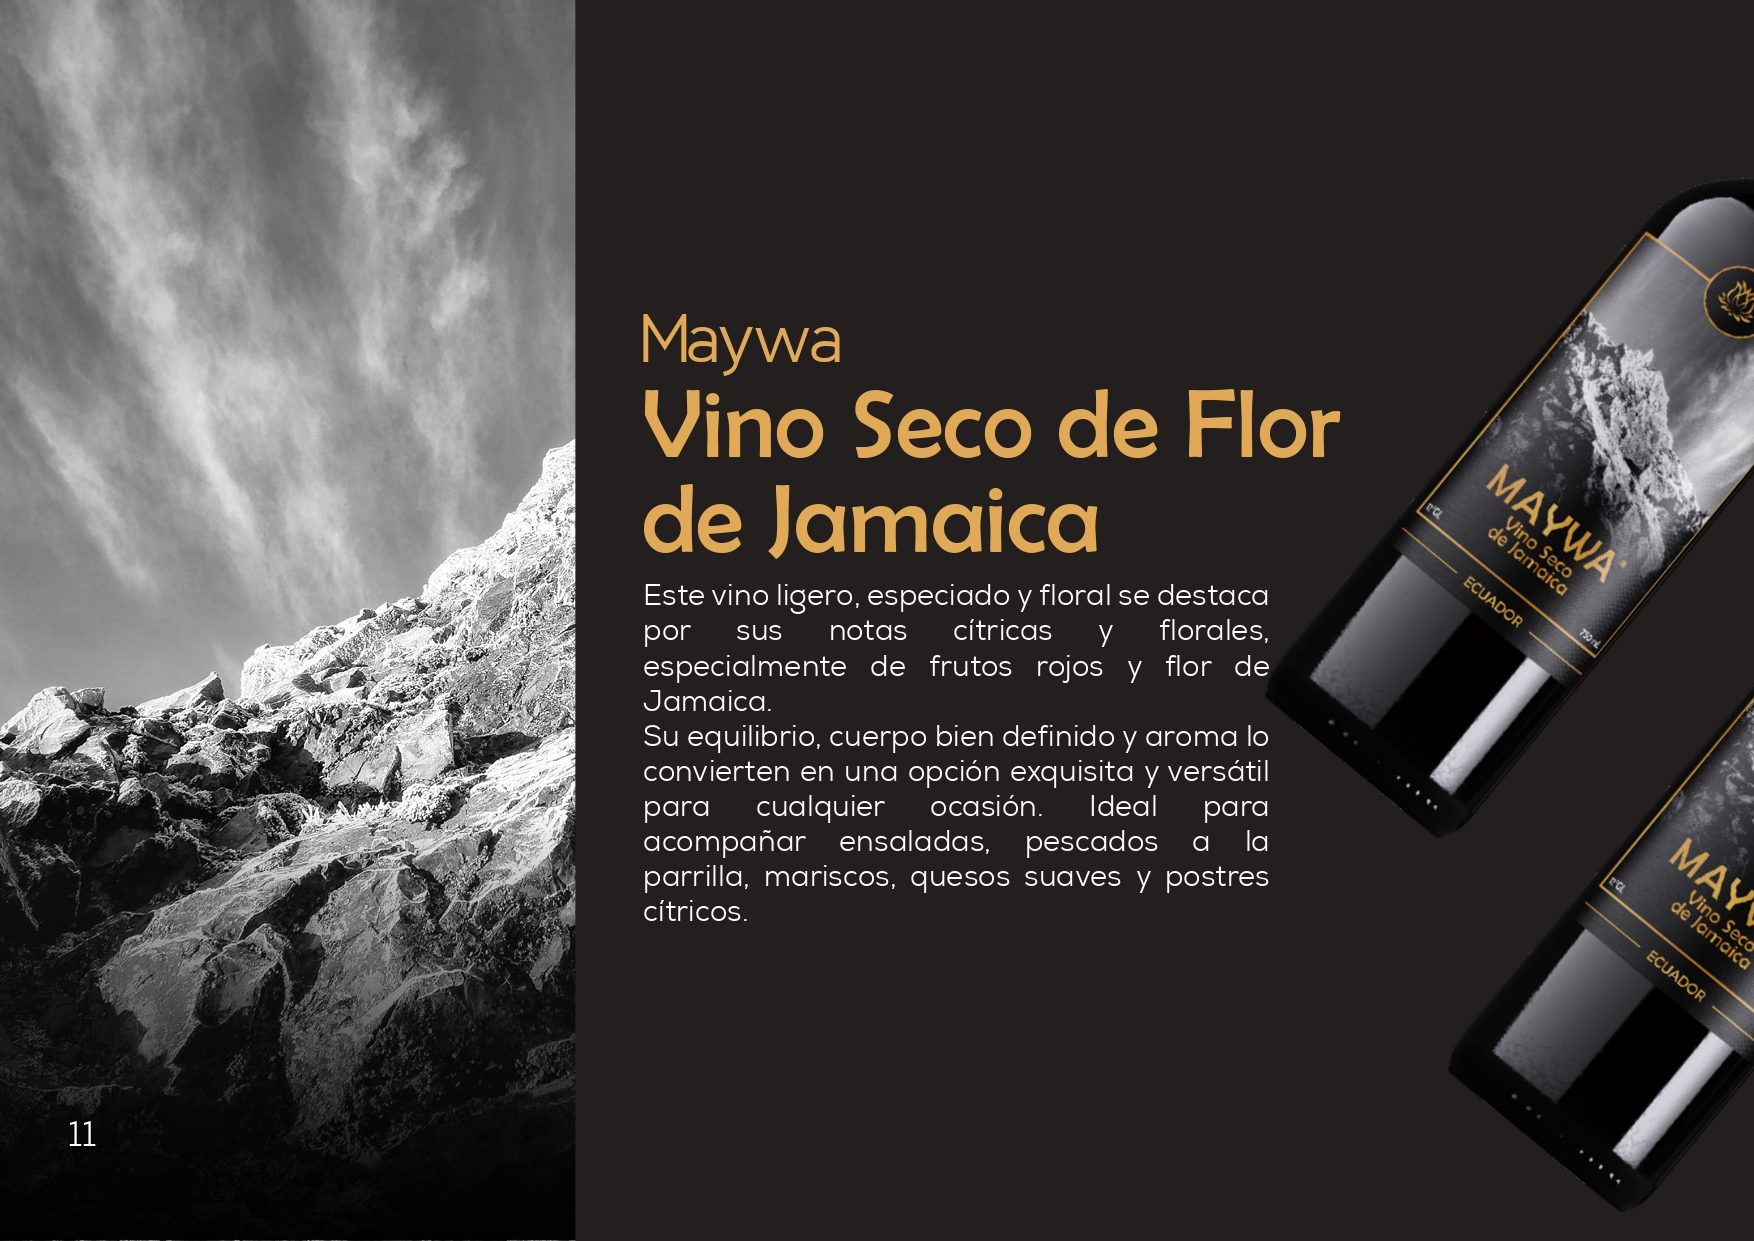 Maywa
Vino Seco de Flor
de Jamaica
Este vino ligero, especiado y floral se destaca
por sus notas cítricas y florales,
especialmente de frutos rojos y flor de
Jamaica.
Su equilibrio, cuerpo bien definido y aroma lo
convierten en una opción exquisita y versátil
para cualquier ocasión. Ideal para
acompañar ensaladas, pescados a la
parrilla, mariscos, quesos suaves y postres
cítricos.
11
MAYWA
Vino Seco
de Jamaica
ECUADOR
750 ml
MAYW
Vino Seco
de Jamaica
ECUADOR